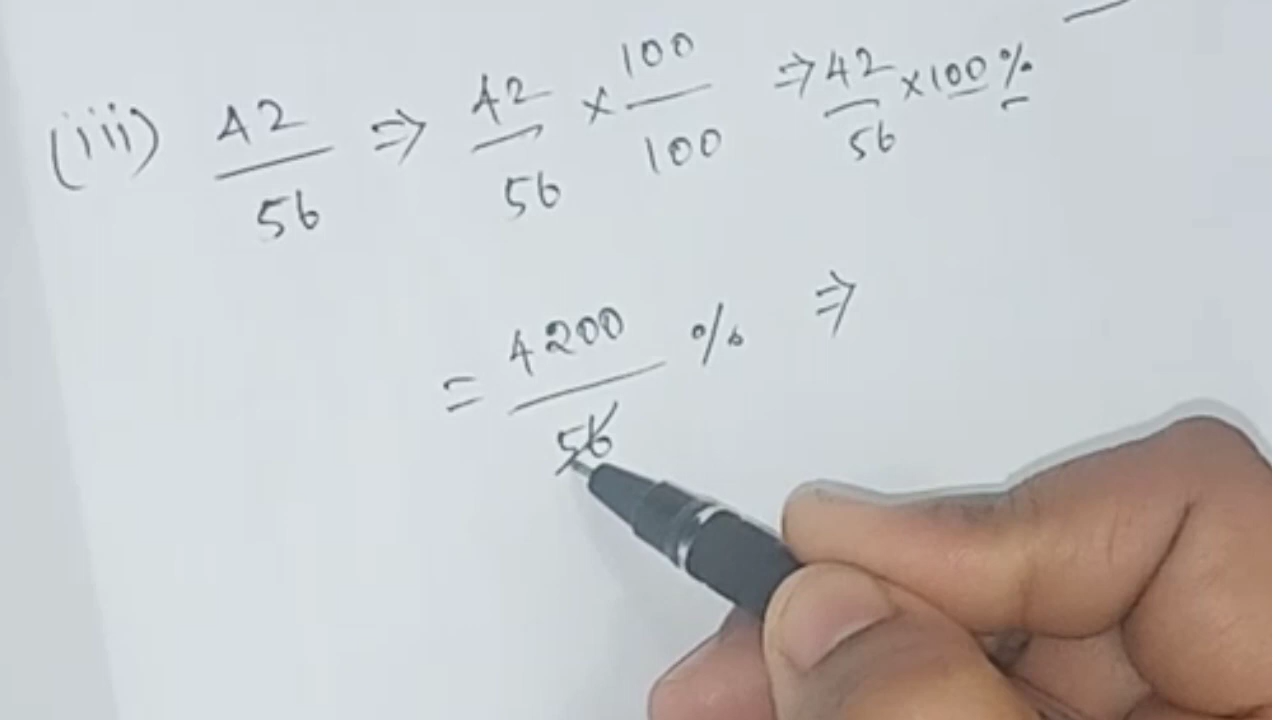 (iii) 42/56 ⇒ 42/56 × 100/100 ⇒ 42/56 × 100%
= 4200/56 % ⇒